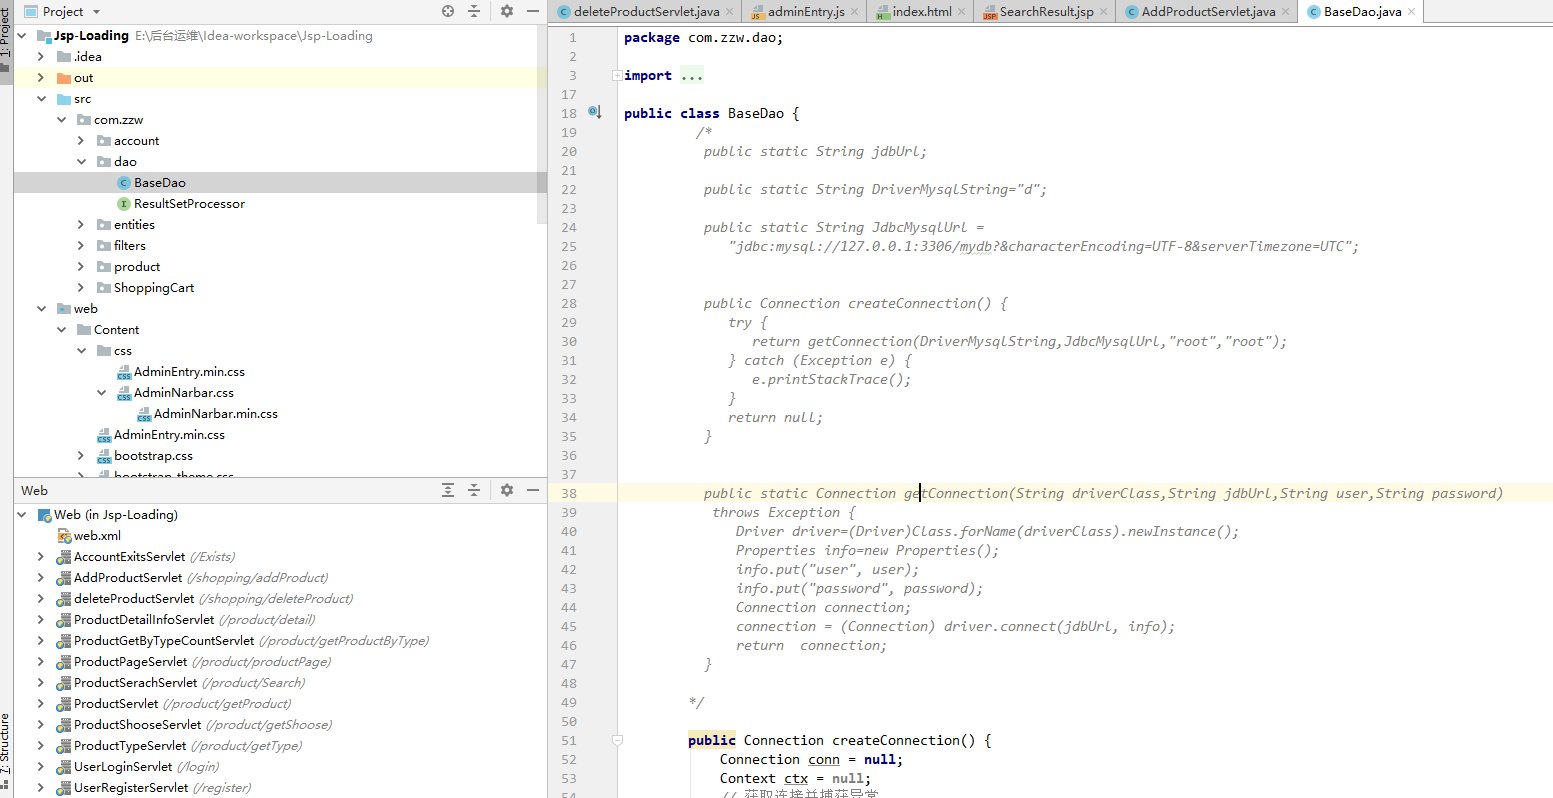 1: Project
7: Structure
Project
Jsp-Loading E:\后台运维\Idea-workspace\Jsp-Loading
.idea
out
src
com.zzw
account
dao
BaseDao
ResultSetProcessor
entities
filters
product
ShoppingCart
web
Content
css
AdminEntry.min.css
AdminNarbar.css
AdminNarbar.min.css
AdminEntry.min.css
bootstrap.css
bootstrap-theme.css
Web
Web (in Jsp-Loading)
web.xml
AccountExitsServlet (/Exists)
AddProductServlet (/shopping/addProduct)
deleteProductServlet (/shopping/deleteProduct)
ProductDetailInfoServlet (/product/detail)
ProductGetByTypeCountServlet (/product/getProductByType)
ProductPageServlet (/product/productPage)
ProductSerachServlet (/product/Search)
ProductServlet (/product/getProduct)
ProductShooseServlet (/product/getShoose)
ProductTypeServlet (/product/getType)
UserLoginServlet (/login)
UserRegisterServlet (/register)
deleteProductServlet.java adminEntry.js index.html SearchResult.jsp AddProductServlet.java BaseDao.java
1 package com.zzw.dao;
2
3 import ...
17
18 public class BaseDao {
19 /*
20 public static String jdbUrl;
21
22 public static String DriverMysqlString="d";
23
24 public static String JdbcMysqlUrl =
25 "jdbc:mysql://127.0.0.1:3306/mydb?&characterEncoding=UTF-8&serverTimezone=UTC";
26
27
28 public Connection createConnection() {
29 try {
30 return getConnection(DriverMysqlString,JdbcMysqlUrl,"root","root");
31 } catch (Exception e) {
32 e.printStackTrace();
33 }
34 return null;
35 }
36
37
38 public static Connection getConnection(String driverClass,String jdbUrl,String user,String password)
39 throws Exception {
40 Driver driver=(Driver)Class.forName(driverClass).newInstance();
41 Properties info=new Properties();
42 info.put("user", user);
43 info.put("password", password);
44 Connection connection;
45 connection = (Connection) driver.connect(jdbUrl, info);
46 return connection;
47 }
48
49 */
50
51 public Connection createConnection() {
52 Connection conn = null;
53 Context ctx = null;
54 // 获取连接并捕获异常